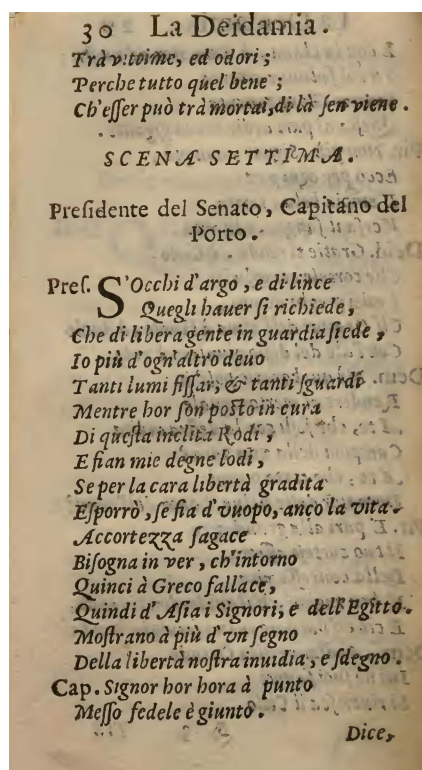 30 La Deidamia.
Trà vittime, ed odori;
Perche tutto quel bene;
Ch'eſſer può trà mortai, di là ſen viene.
SCENA SETTIMA.
Preſidente del Senato, Capitano del
Porto.
Preſ. S'Occhi d'argo, e di lince
Quegli hauer ſi richiede,
Che di libera gente in guardia ſiede,
Io più d'ogn'altro deuo
Tanti lumi fiſſar, & tanti ſguardi
Mentre hor ſon poſto in cura
Di queſta inclita Rodi,
E fian mie degne lodi,
Se per la cara libertà gradita
Eſporrò, ſe fia d'vuopo, anco la vita.
Accortezza ſagace
Biſogna in ver, ch'intorno
Quinci à Greco fallace,
Quindi d'Aſia i Signori, e dell'Egitto.
Moſtrano à più d'vn ſegno
Della libertà noſtra inuidia, e ſdegno.
Cap. Signor hor hora à punto
Meſſo fedele è giunto.
Dice,